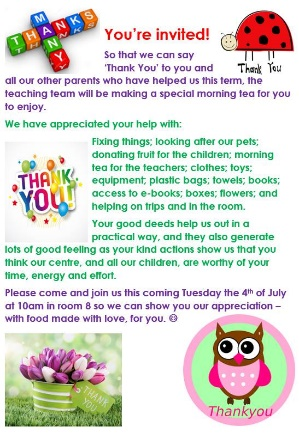 MANY
THANKS
You're invited!
So that we can say
'Thank You' to you and
Thank You
all our other parents who have helped us this term, the
teaching team will be making a special morning tea for you
to enjoy.
We have appreciated your help with:
Fixing things; looking after our pets;
donating fruit for the children; morning
tea for the teachers; clothes; toys;
equipment; plastic bags; towels; books;
access to e-books; boxes; flowers; and
helping on trips and in the room.
THANK
YOU!
Your good deeds help us out in a
practical way, and they also generate
lots of good feeling as your kind actions show us that you
think our centre, and all our children, are worthy of your
time, energy and effort.
Please come and join us this coming Tuesday the 4th of July
at 10am in room 8 so we can show you our appreciation –
with food made with love, for you. ☺
THANK
YOU
Thankyou